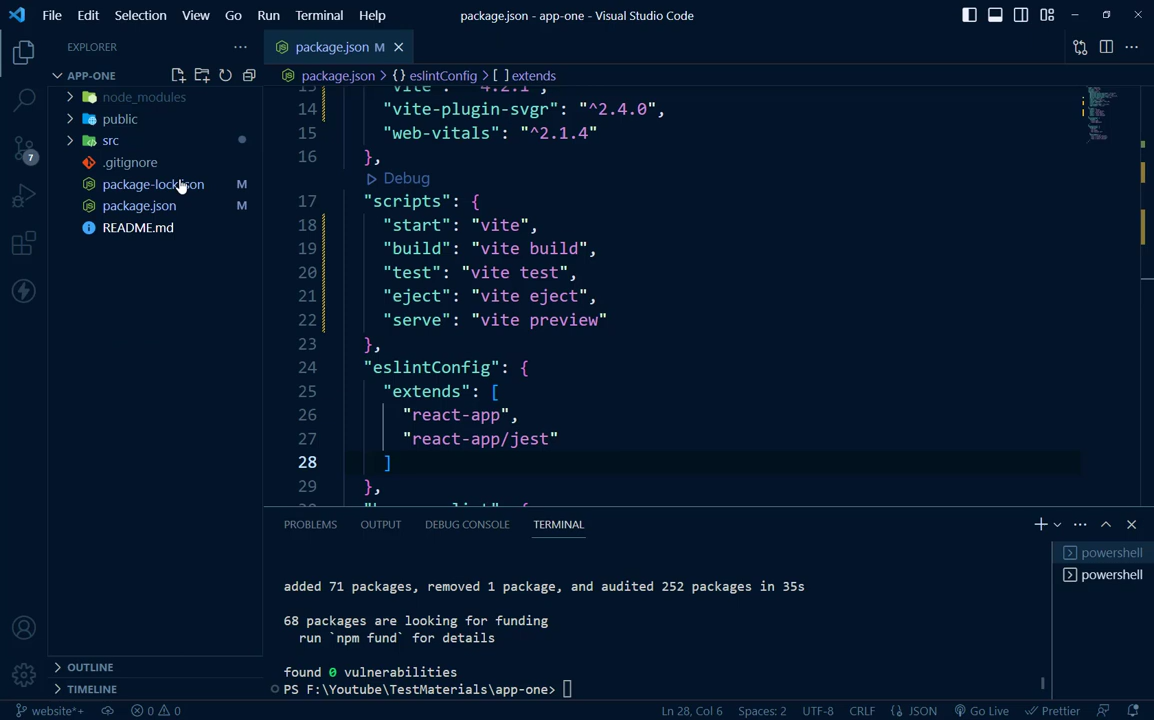 File Edit Selection View Go Run Terminal Help package.json - app-one - Visual Studio Code
EXPLORER
package.json M
APP-ONE
package.json > {} eslintConfig > [ ] extends
node_modules
public
src
.gitignore
package-lock.json M
package.json M
README.md
7
14 "vite-plugin-svgr": "^2.4.0",
15 "web-vitals": "^2.1.4"
16 },
Debug
17 "scripts": {
18 "start": "vite",
19 "build": "vite build",
20 "test": "vite test",
21 "eject": "vite eject",
22 "serve": "vite preview"
23 },
24 "eslintConfig": {
25 "extends": [
26 "react-app",
27 "react-app/jest"
28 ]
29 },
PROBLEMS OUTPUT DEBUG CONSOLE TERMINAL
powershell
powershell
added 71 packages, removed 1 package, and audited 252 packages in 35s
68 packages are looking for funding
run `npm fund` for details
found 0 vulnerabilities
PS F:\Youtube\TestMaterials\app-one>
OUTLINE
TIMELINE
website*+ 0 0 Ln 28, Col 6 Spaces: 2 UTF-8 CRLF {} JSON Go Live Prettier